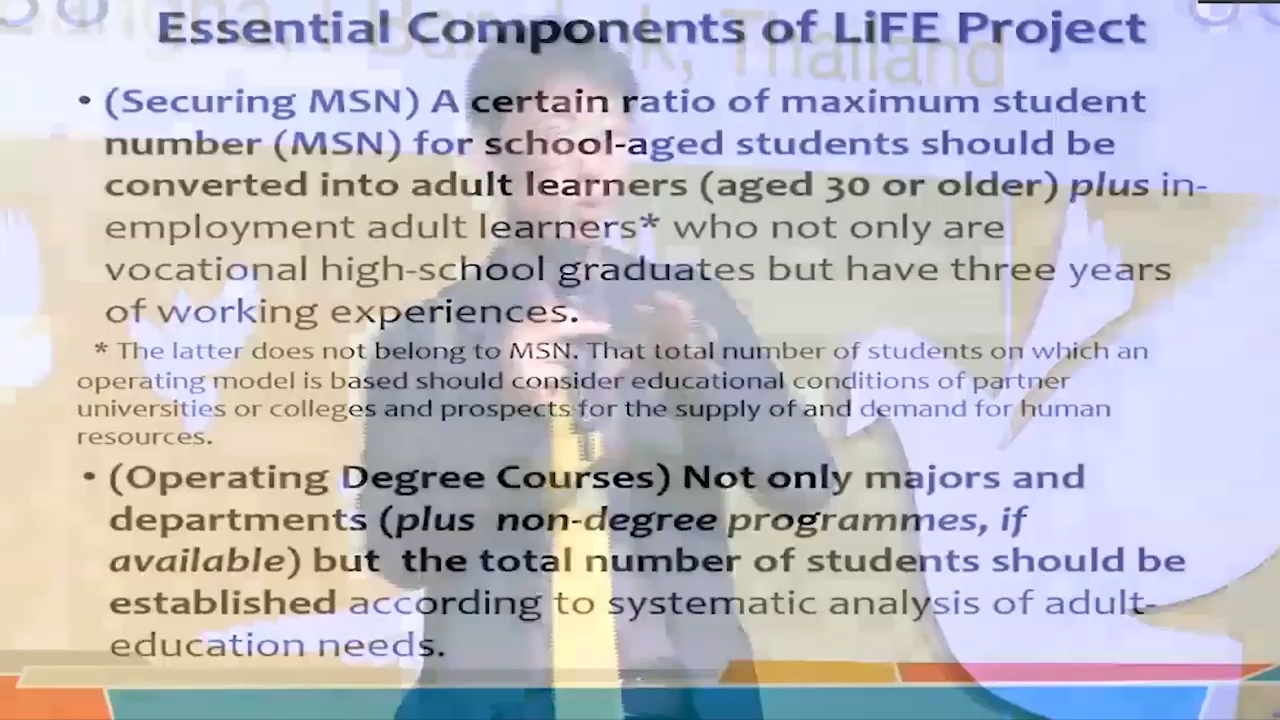 Essential Components of LiFE Project
Thailand
• (Securing MSN) A certain ratio of maximum student
number (MSN) for school-aged students should be
converted into adult learners (aged 30 or older) plus in-
employment adult learners* who not only are
vocational high-school graduates but have three years
of working experiences.
* The latter does not belong to MSN. That total number of students on which an
operating model is based should consider educational conditions of partner
universities or colleges and prospects for the supply of and demand for human
resources.
• (Operating Degree Courses) Not only majors and
departments (plus non-degree programmes, if
available) but the total number of students should be
established according to systematic analysis of adult-
education needs.